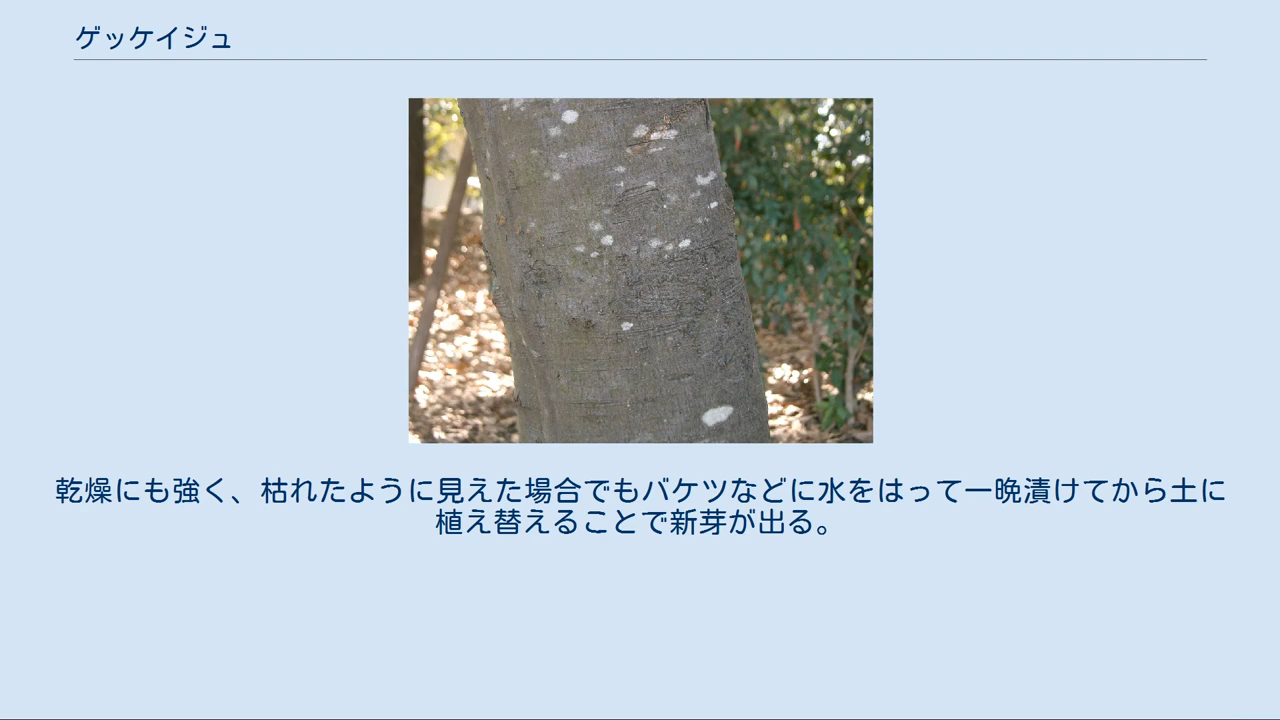 ゲッケイジュ
乾燥にも強く、枯れたように見えた場合でもバケツなどに水をはって一晩漬けてから土に
植え替えることで新芽が出る。